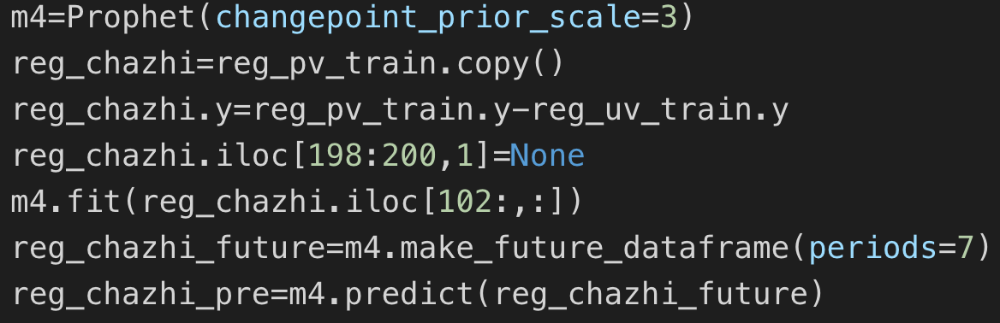 m4=Prophet(changepoint_prior_scale=3)
reg_chazhi=reg_pv_train.copy()
reg_chazhi.y=reg_pv_train.y-reg_uv_train.y
reg_chazhi.iloc[198:200,1]=None
m4.fit(reg_chazhi.iloc[102:,:])
reg_chazhi_future=m4.make_future_dataframe(periods=7)
reg_chazhi_pre=m4.predict(reg_chazhi_future)